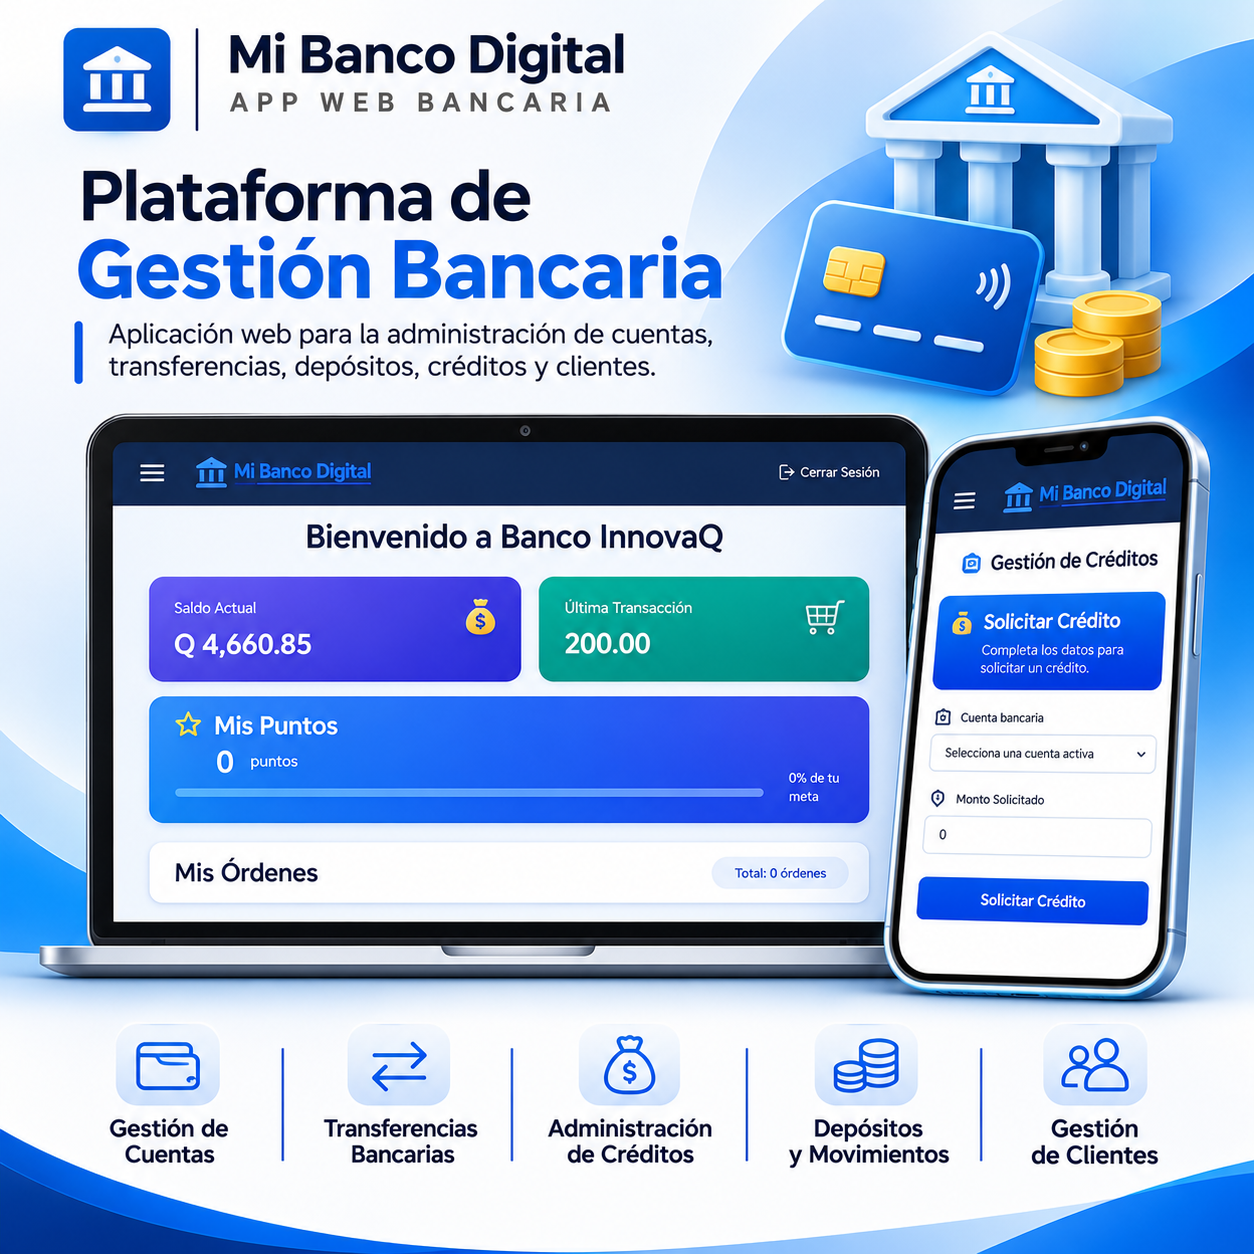 Mi Banco Digital
APP WEB BANCARIA
Plataforma de
Gestión Bancaria
Aplicación web para la administración de cuentas,
transferencias, depósitos, créditos y clientes.
Mi Banco Digital
Cerrar Sesión
Bienvenido a Banco InnovaQ
Saldo Actual
Q 4,660.85
$
Última Transacción
200.00
Mis Puntos
0 puntos
0% de tu
meta
Mis Órdenes
Total: 0 órdenes
Mi Banco Digital
Gestión de Créditos
$
Solicitar Crédito
Completa los datos para
solicitar un crédito.
Cuenta bancaria
Selecciona una cuenta activa
Monto Solicitado
0
Solicitar Crédito
Gestión de
Cuentas
Transferencias
Bancarias
$
Administración
de Créditos
Depósitos
y Movimientos
Gestión
de Clientes